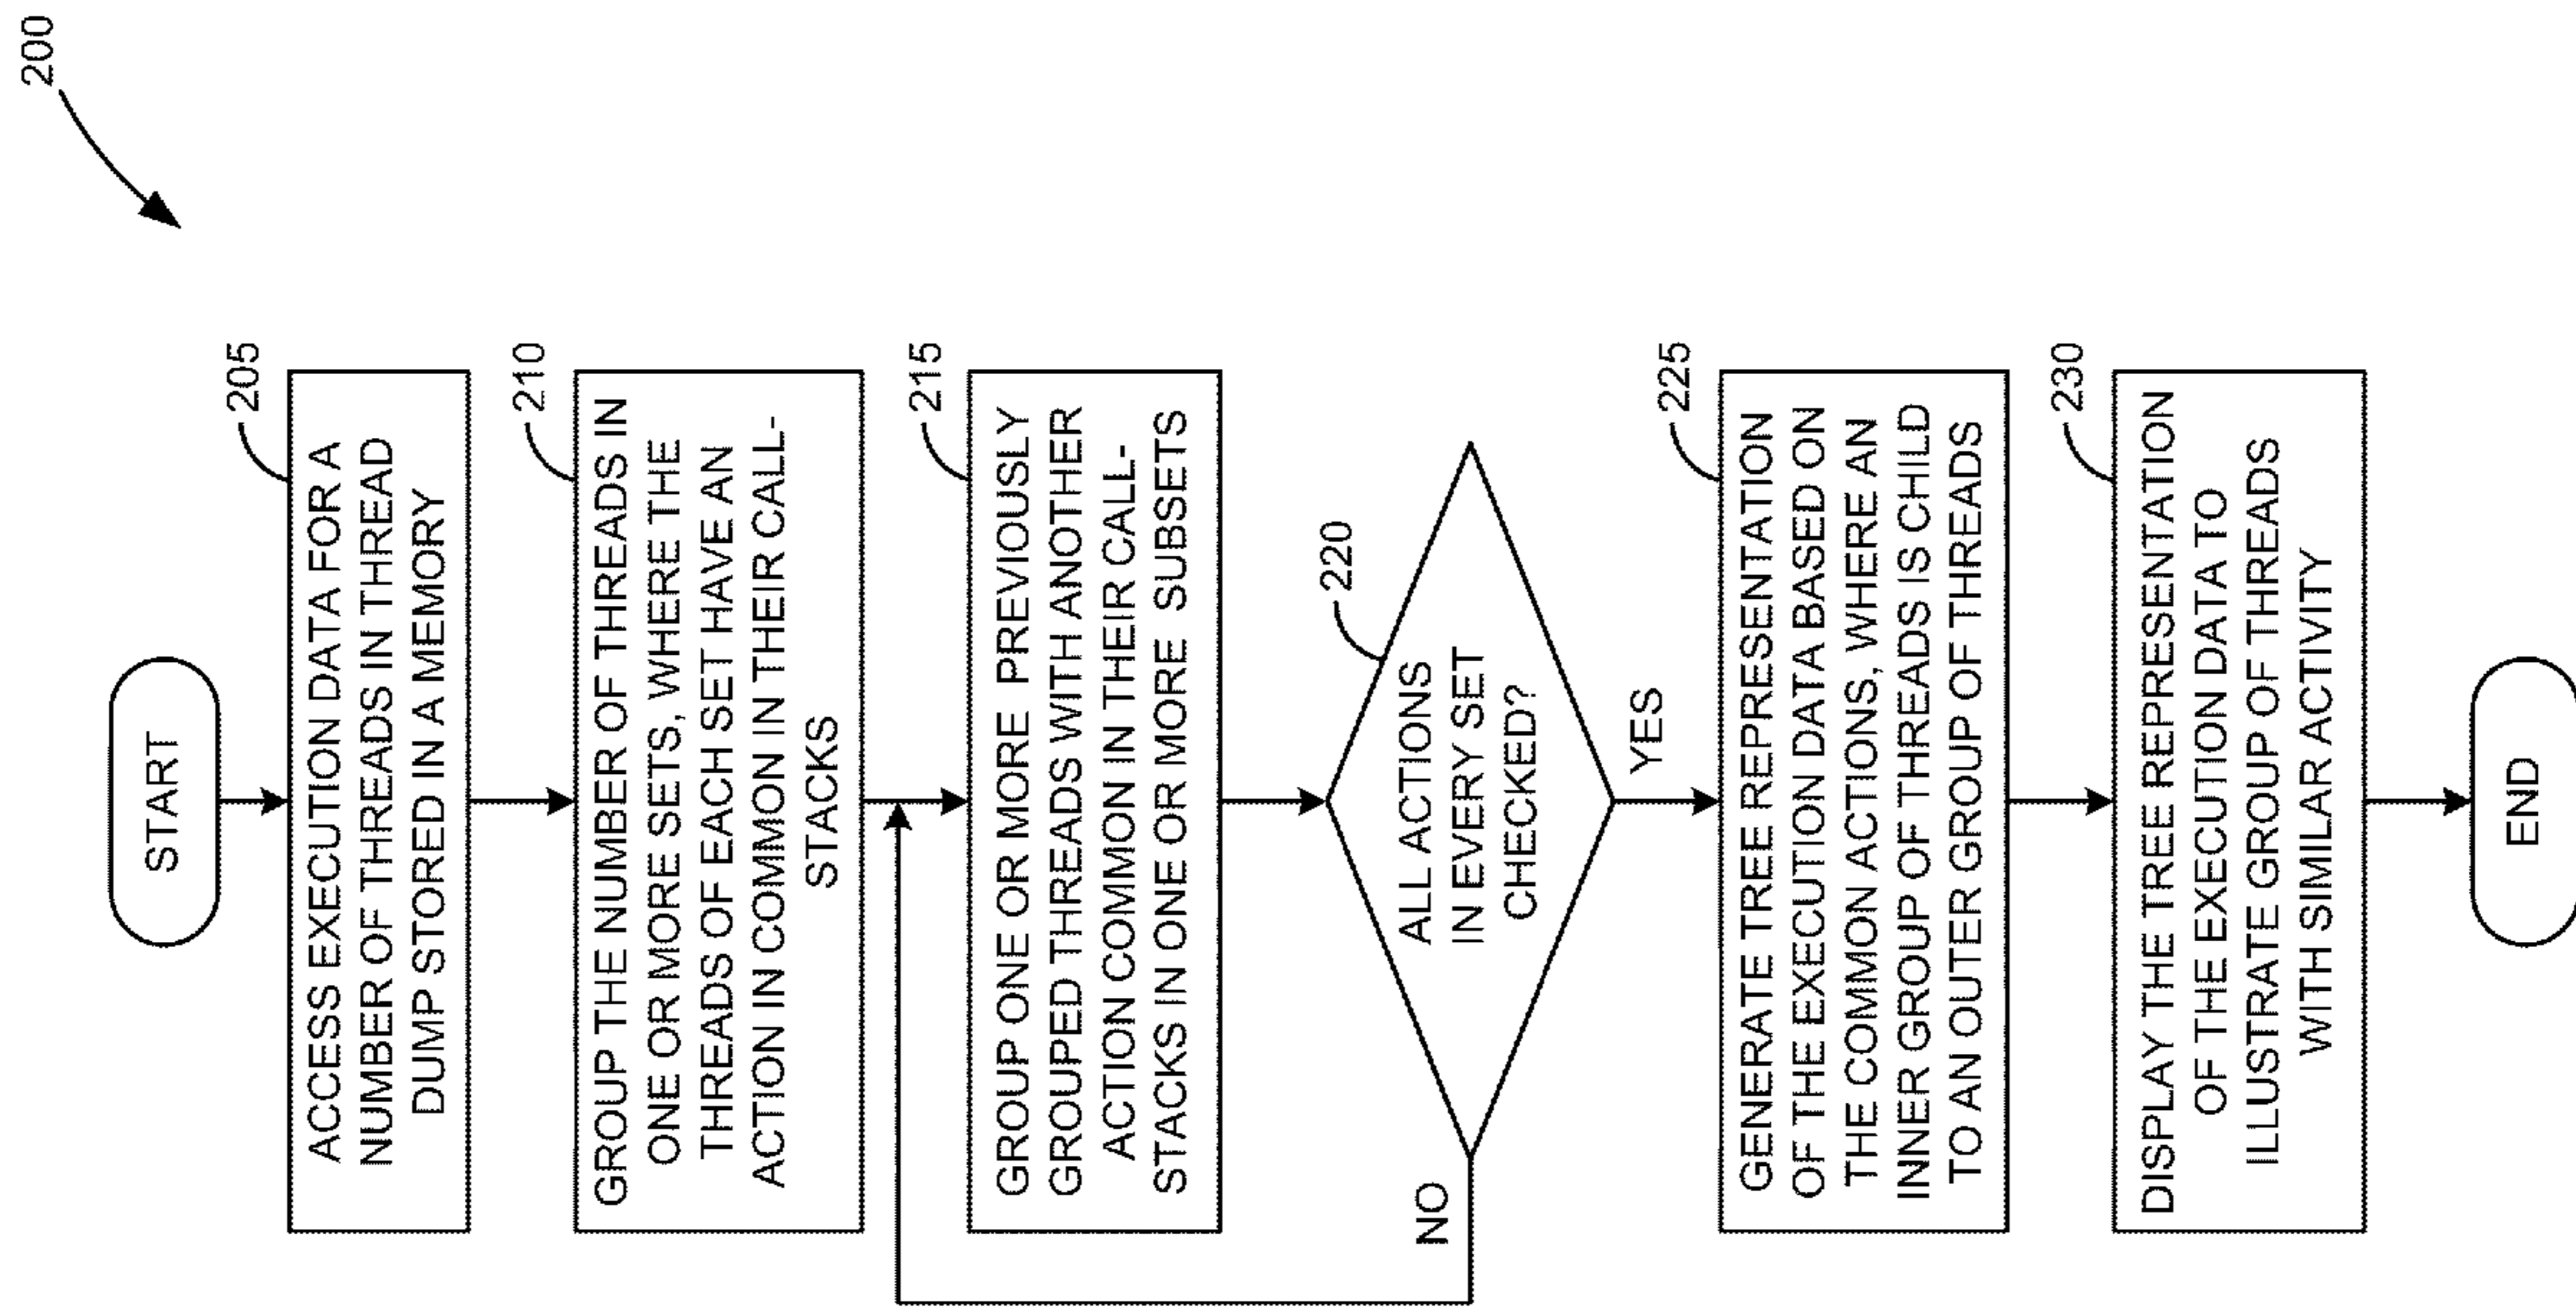 200
START
205
ACCESS EXECUTION DATA FOR A
NUMBER OF THREADS IN THREAD
DUMP STORED IN A MEMORY
210
GROUP THE NUMBER OF THREADS IN
ONE OR MORE SETS, WHERE THE
THREADS OF EACH SET HAVE AN
ACTION IN COMMON IN THEIR CALL-
STACKS
215
GROUP ONE OR MORE PREVIOUSLY
GROUPED THREADS WITH ANOTHER
ACTION COMMON IN THEIR CALL-
STACKS IN ONE OR MORE SUBSETS
220
ALL ACTIONS
IN EVERY SET
CHECKED?
NO
YES
225
GENERATE TREE REPRESENTATION
OF THE EXECUTION DATA BASED ON
THE COMMON ACTIONS, WHERE AN
INNER GROUP OF THREADS IS CHILD
TO AN OUTER GROUP OF THREADS
230
DISPLAY THE TREE REPRESENTATION
OF THE EXECUTION DATA TO
ILLUSTRATE GROUP OF THREADS
WITH SIMILAR ACTIVITY
END